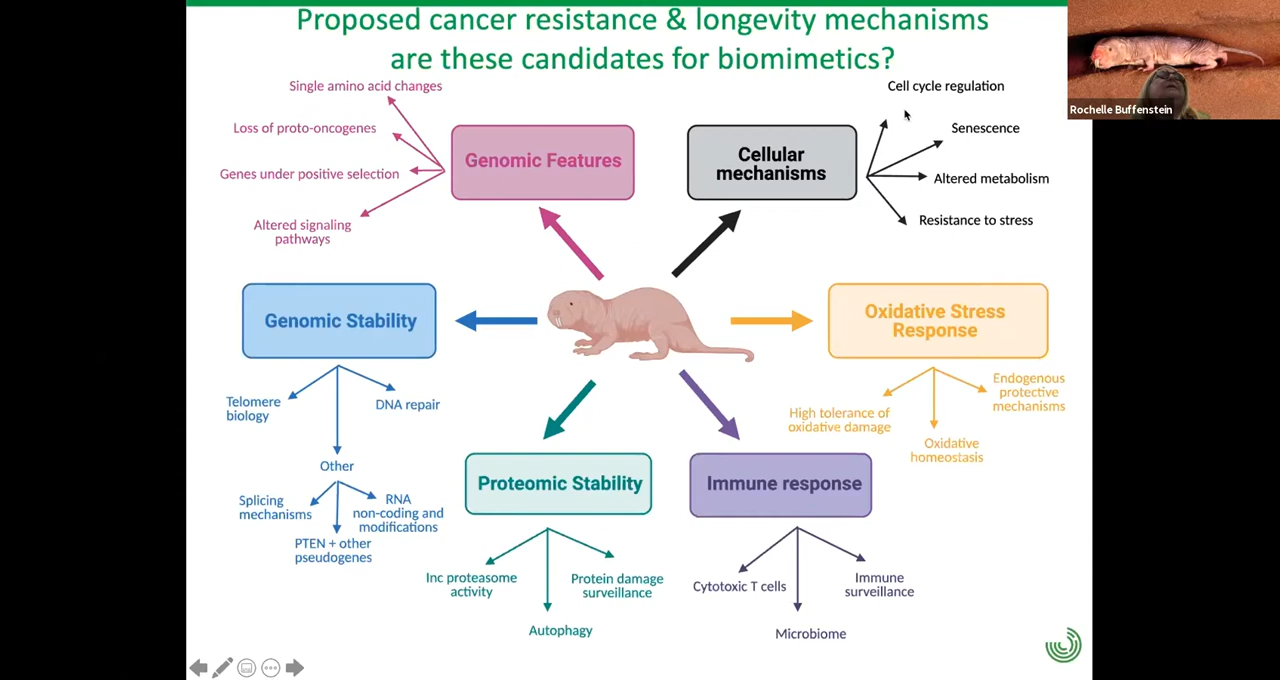 Proposed cancer resistance & longevity mechanisms
are these candidates for biomimetics?
Rochelle Buffenstein
Single amino acid changes
Loss of proto-oncogenes
Genes under positive selection
Altered signaling
pathways
Genomic Features
Cellular
mechanisms
Cell cycle regulation
Senescence
Altered metabolism
Resistance to stress
Genomic Stability
Telomere
biology
DNA repair
Other
Splicing
mechanisms
RNA
non-coding and
modifications
PTEN + other
pseudogenes
Oxidative Stress
Response
High tolerance of
oxidative damage
Oxidative
homeostasis
Endogenous
protective
mechanisms
Proteomic Stability
Inc proteasome
activity
Autophagy
Protein damage
surveillance
Immune response
Cytotoxic T cells
Microbiome
Immune
surveillance